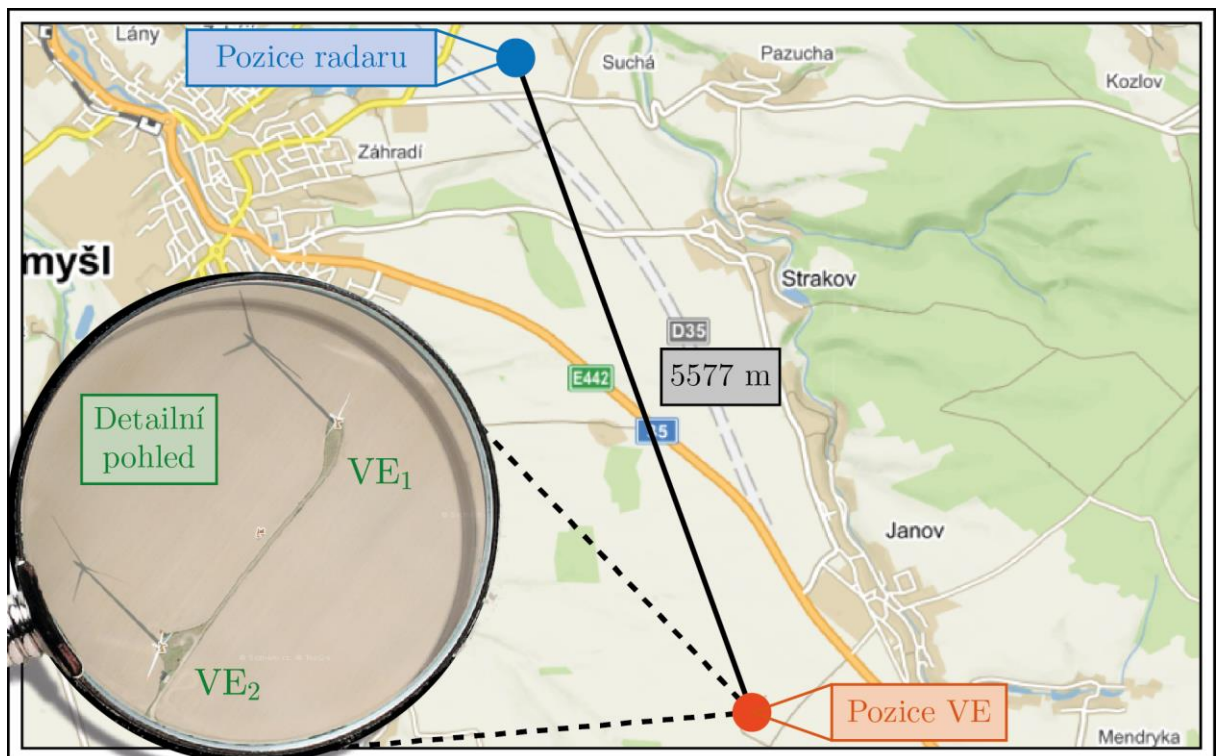 Lány
Pozice radaru
Suchá
Pazucha
Kozlov
Záhradí
myšl
Strakov
D35
5577 m
E442
35
Detailní
pohled
VE₁
Janov
VE₂
Pozice VE
Mendryka